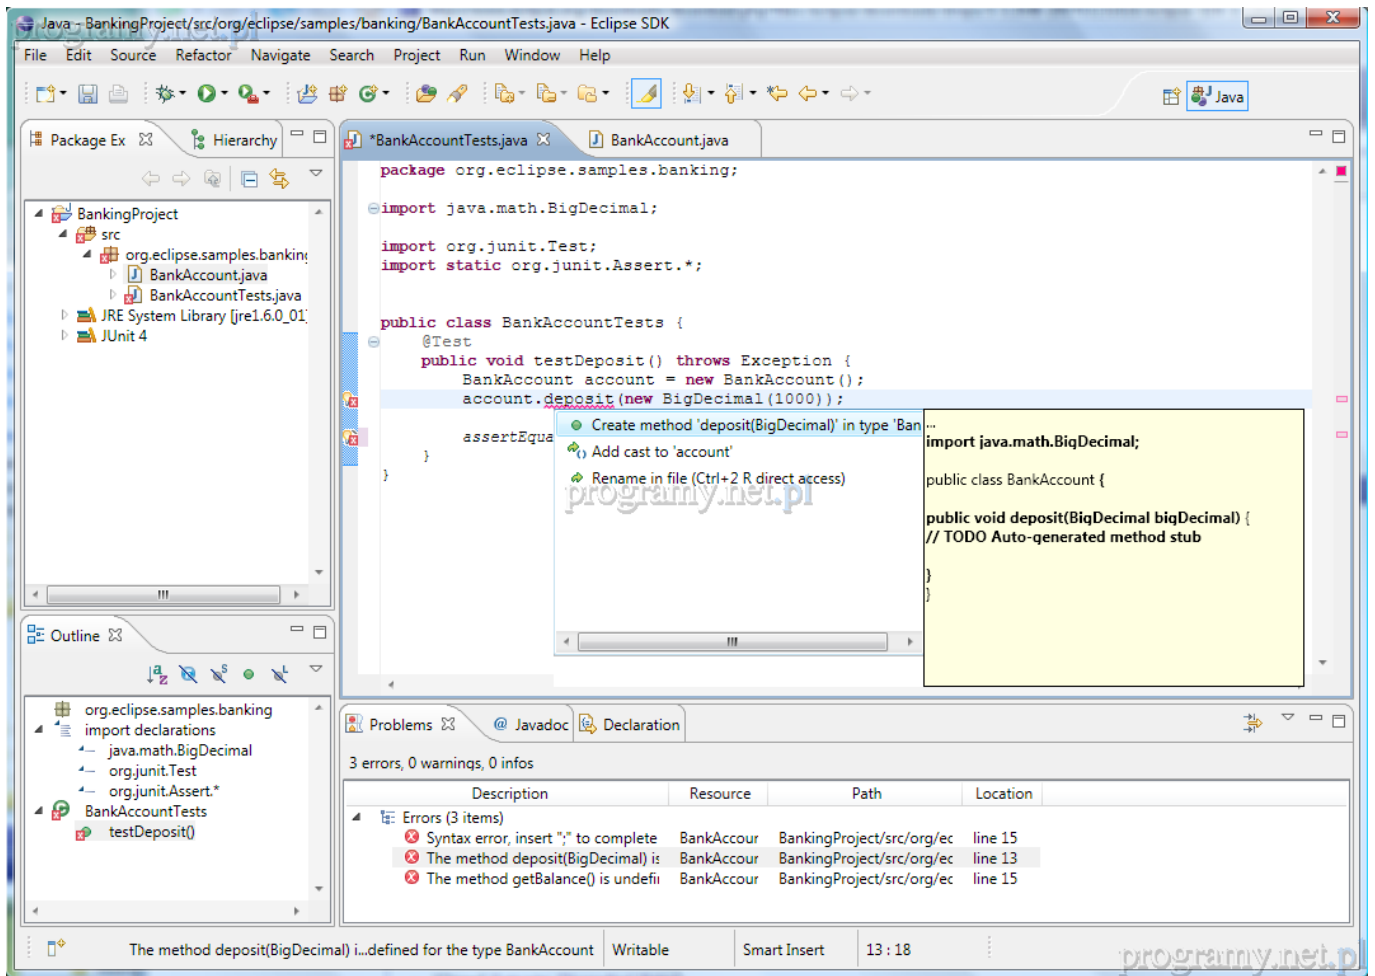 Java - BankingProject/src/org/eclipse/samples/banking/BankAccountTests.java - Eclipse SDK
programy.net.pl
File Edit Source Refactor Navigate Search Project Run Window Help
Java
Package Ex
Hierarchy
BankingProject
src
org.eclipse.samples.bankin
BankAccount.java
BankAccountTests.java
JRE System Library [jre1.6.0_01]
JUnit 4
*BankAccountTests.java
BankAccount.java
package org.eclipse.samples.banking;
import java.math.BigDecimal;
import org.junit.Test;
import static org.junit.Assert.*;
public class BankAccountTests {
@Test
public void testDeposit() throws Exception {
BankAccount account = new BankAccount();
account.deposit(new BigDecimal(1000));
assertEqua
}
}
Create method 'deposit(BigDecimal)' in type 'Ban
Add cast to 'account'
Rename in file (Ctrl+2 R direct access)
programy.net.pl
...
import java.math.BigDecimal;
public class BankAccount {
public void deposit(BigDecimal bigDecimal) {
// TODO Auto-generated method stub
}
}
Outline
org.eclipse.samples.banking
import declarations
java.math.BigDecimal
org.junit.Test
org.junit.Assert.*
BankAccountTests
testDeposit()
Problems
@ Javadoc
Declaration
3 errors, 0 warnings, 0 infos
Description Resource Path Location
Errors (3 items)
Syntax error, insert ";" to complete BankAccour BankingProject/src/org/ec line 15
The method deposit(BigDecimal) is BankAccour BankingProject/src/org/ec line 13
The method getBalance() is undefin BankAccour BankingProject/src/org/ec line 15
The method deposit(BigDecimal) i...defined for the type BankAccount Writable Smart Insert 13 : 18
programy.net.pl